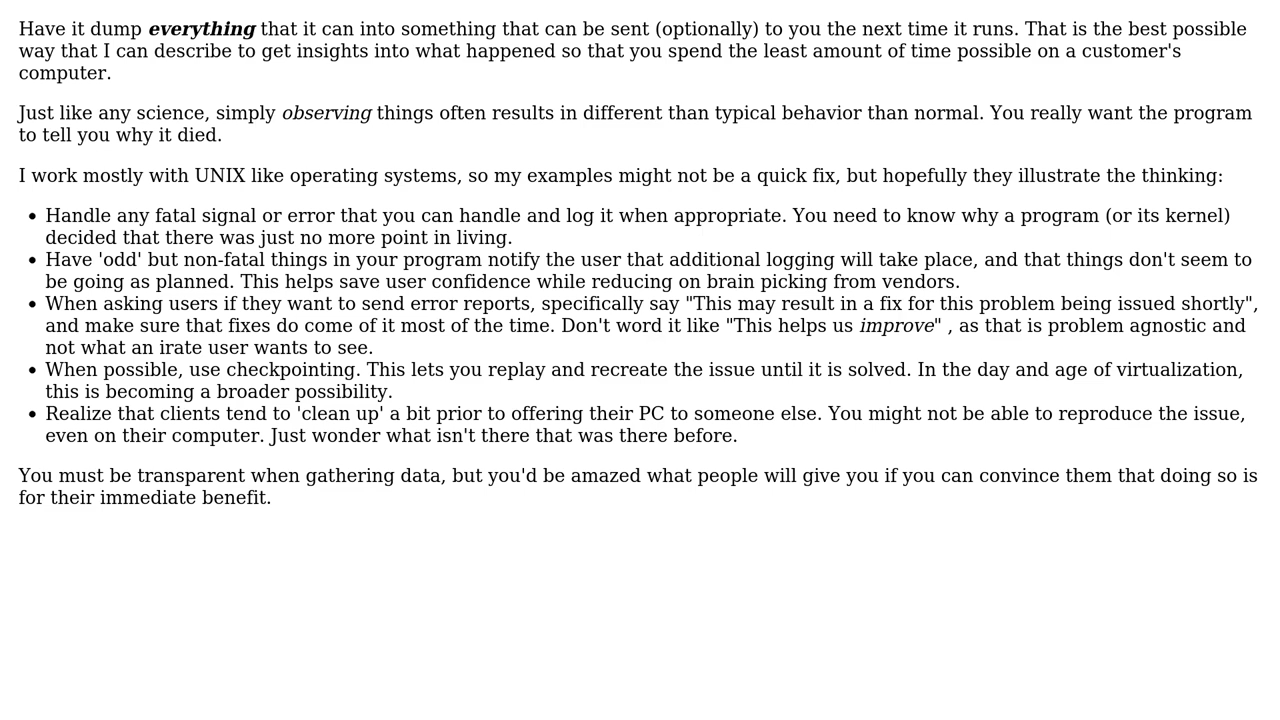 Have it dump everything that it can into something that can be sent (optionally) to you the next time it runs. That is the best possible
way that I can describe to get insights into what happened so that you spend the least amount of time possible on a customer's
computer.
Just like any science, simply observing things often results in different than typical behavior than normal. You really want the program
to tell you why it died.
I work mostly with UNIX like operating systems, so my examples might not be a quick fix, but hopefully they illustrate the thinking:
• Handle any fatal signal or error that you can handle and log it when appropriate. You need to know why a program (or its kernel)
decided that there was just no more point in living.
• Have 'odd' but non-fatal things in your program notify the user that additional logging will take place, and that things don't seem to
be going as planned. This helps save user confidence while reducing on brain picking from vendors.
• When asking users if they want to send error reports, specifically say "This may result in a fix for this problem being issued shortly",
and make sure that fixes do come of it most of the time. Don't word it like "This helps us improve" , as that is problem agnostic and
not what an irate user wants to see.
• When possible, use checkpointing. This lets you replay and recreate the issue until it is solved. In the day and age of virtualization,
this is becoming a broader possibility.
• Realize that clients tend to 'clean up' a bit prior to offering their PC to someone else. You might not be able to reproduce the issue,
even on their computer. Just wonder what isn't there that was there before.
You must be transparent when gathering data, but you'd be amazed what people will give you if you can convince them that doing so is
for their immediate benefit.